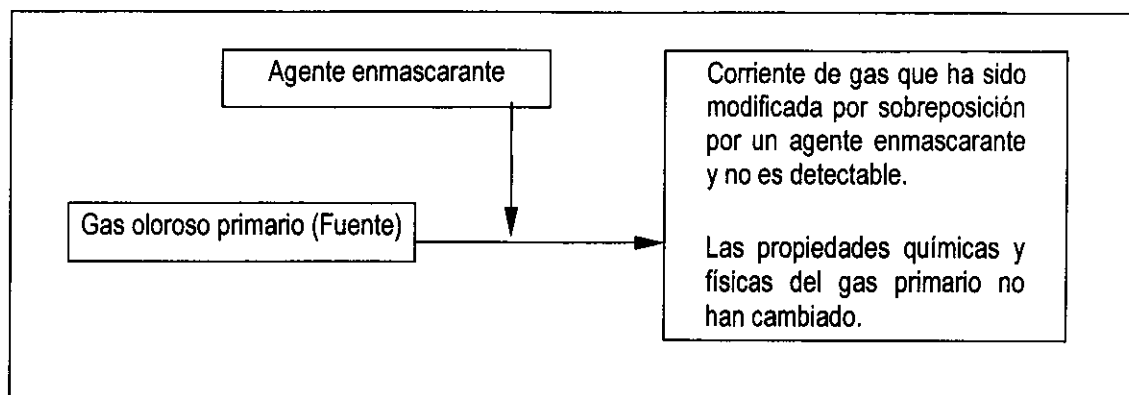 Agente enmascarante
Gas oloroso primario (Fuente)
Corriente de gas que ha sido
modificada por sobreposición
por un agente enmascarante
y no es detectable.
Las propiedades químicas y
físicas del gas primario no
han cambiado.